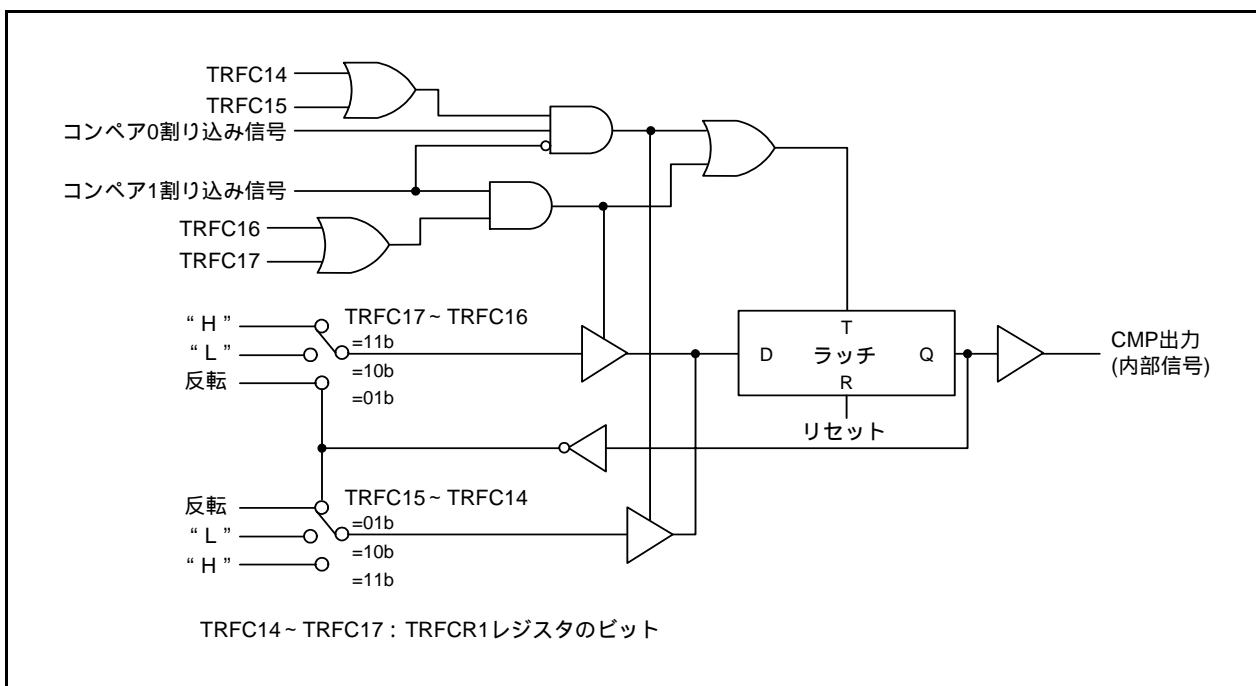 TRFC14
TRFC15
コンペア0割り込み信号
コンペア1割り込み信号
TRFC16
TRFC17
“H”
“L”
反転
TRFC17~TRFC16
=11b
=10b
=01b
T
D
ラッチ
Q
R
リセット
CMP出力
(内部信号)
反転
“L”
“H”
TRFC15~TRFC14
=01b
=10b
=11b
TRFC14~TRFC17:TRFCR1レジスタのビット